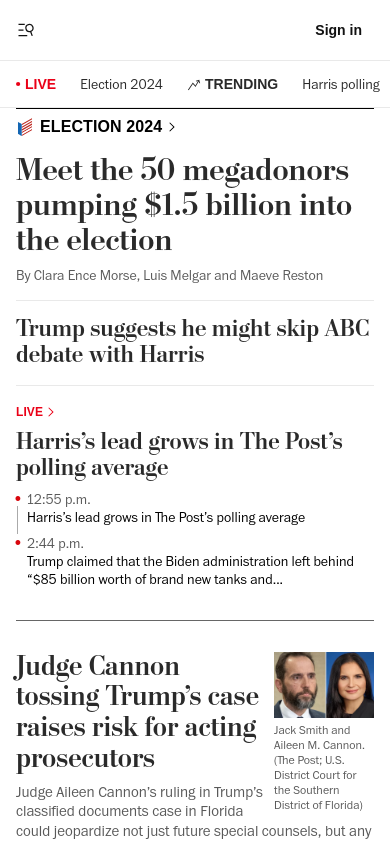 Sign in
LIVE Election 2024 TRENDING Harris polling
ELECTION 2024
Meet the 50 megadonors
pumping $1.5 billion into
the election
By Clara Ence Morse, Luis Melgar and Maeve Reston
Trump suggests he might skip ABC
debate with Harris
LIVE
Harris’s lead grows in The Post’s
polling average
12:55 p.m.
Harris’s lead grows in The Post’s polling average
2:44 p.m.
Trump claimed that the Biden administration left behind
“$85 billion worth of brand new tanks and...
Judge Cannon
tossing Trump’s case
raises risk for acting
prosecutors
Jack Smith and
Aileen M. Cannon.
(The Post; U.S.
District Court for
the Southern
District of Florida)
Judge Aileen Cannon’s ruling in Trump’s
classified documents case in Florida
could jeopardize not just future special counsels, but any